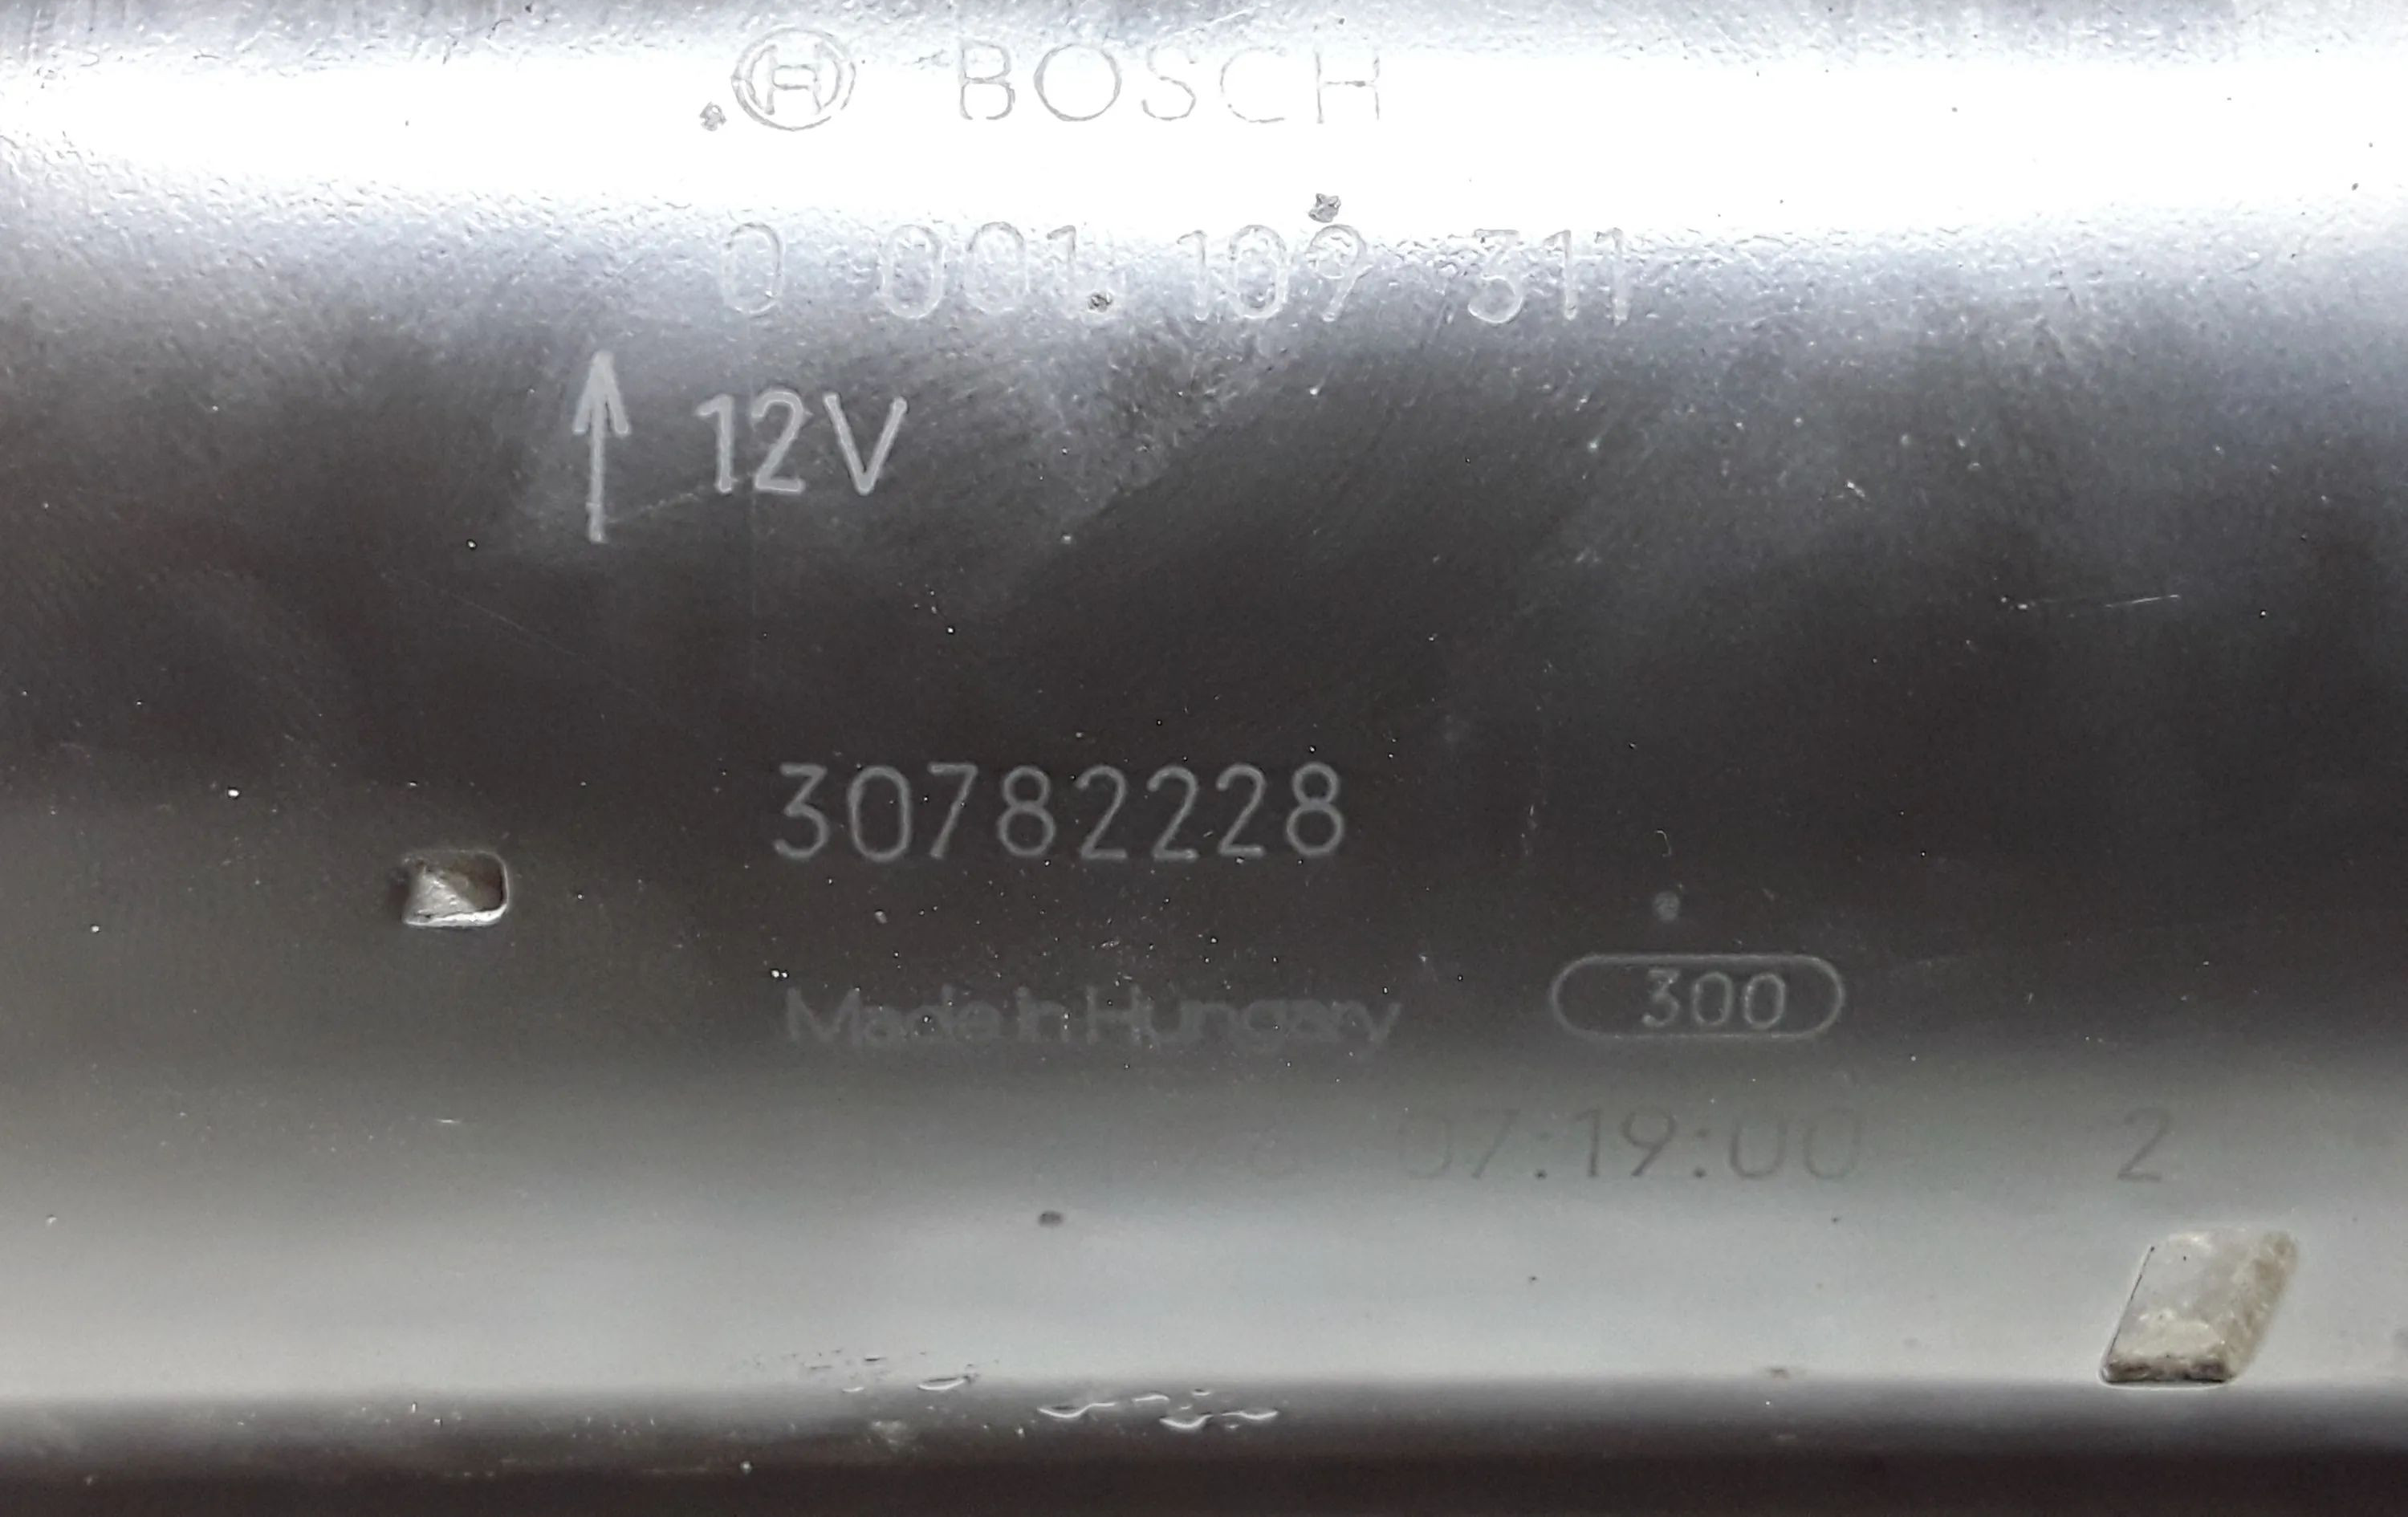 BOSCH
0 001 109 311
12V
30782228
Made in Hungary
300
07:19:00 2